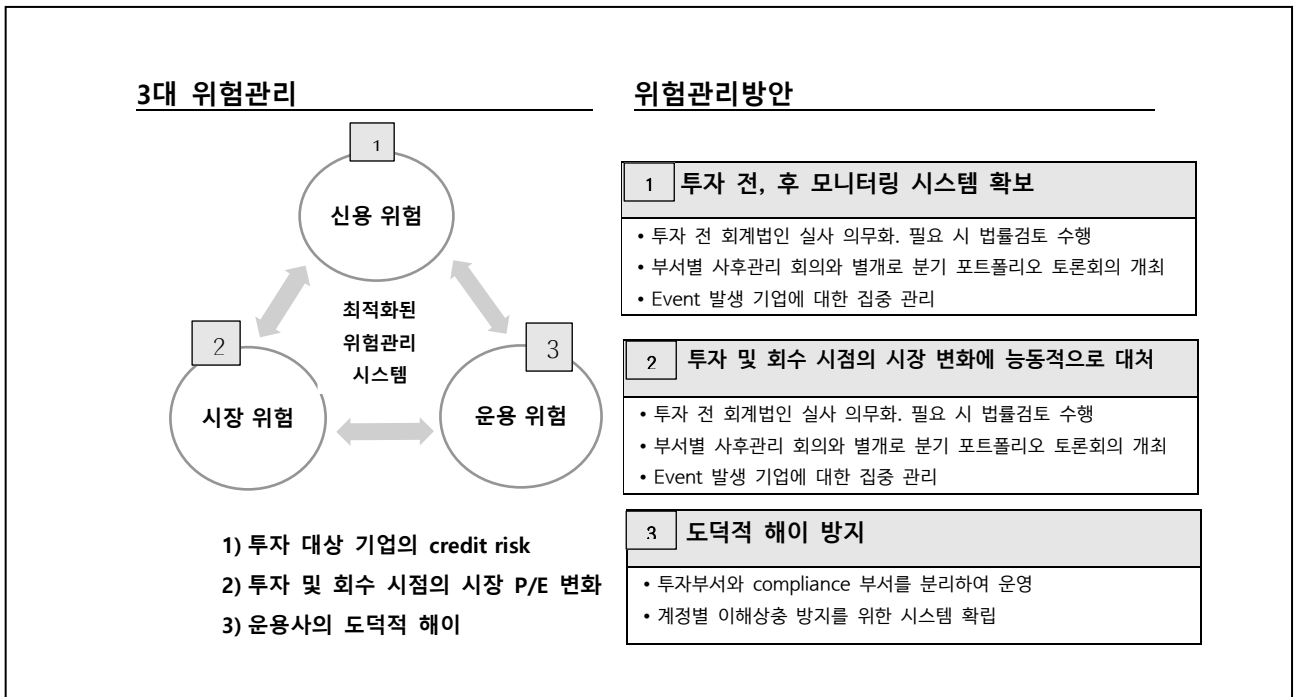 3대 위험관리
1
신용 위험
최적화된
위험관리
시스템
2
시장 위험
3
운용 위험
1) 투자 대상 기업의 credit risk
2) 투자 및 회수 시점의 시장 P/E 변화
3) 운용사의 도덕적 해이
위험관리방안
1 투자 전, 후 모니터링 시스템 확보
• 투자 전 회계법인 실사 의무화. 필요 시 법률검토 수행
• 부서별 사후관리 회의와 별개로 분기 포트폴리오 토론회의 개최
• Event 발생 기업에 대한 집중 관리
2 투자 및 회수 시점의 시장 변화에 능동적으로 대처
• 투자 전 회계법인 실사 의무화. 필요 시 법률검토 수행
• 부서별 사후관리 회의와 별개로 분기 포트폴리오 토론회의 개최
• Event 발생 기업에 대한 집중 관리
3 도덕적 해이 방지
• 투자부서와 compliance 부서를 분리하여 운영
• 계정별 이해상충 방지를 위한 시스템 확립